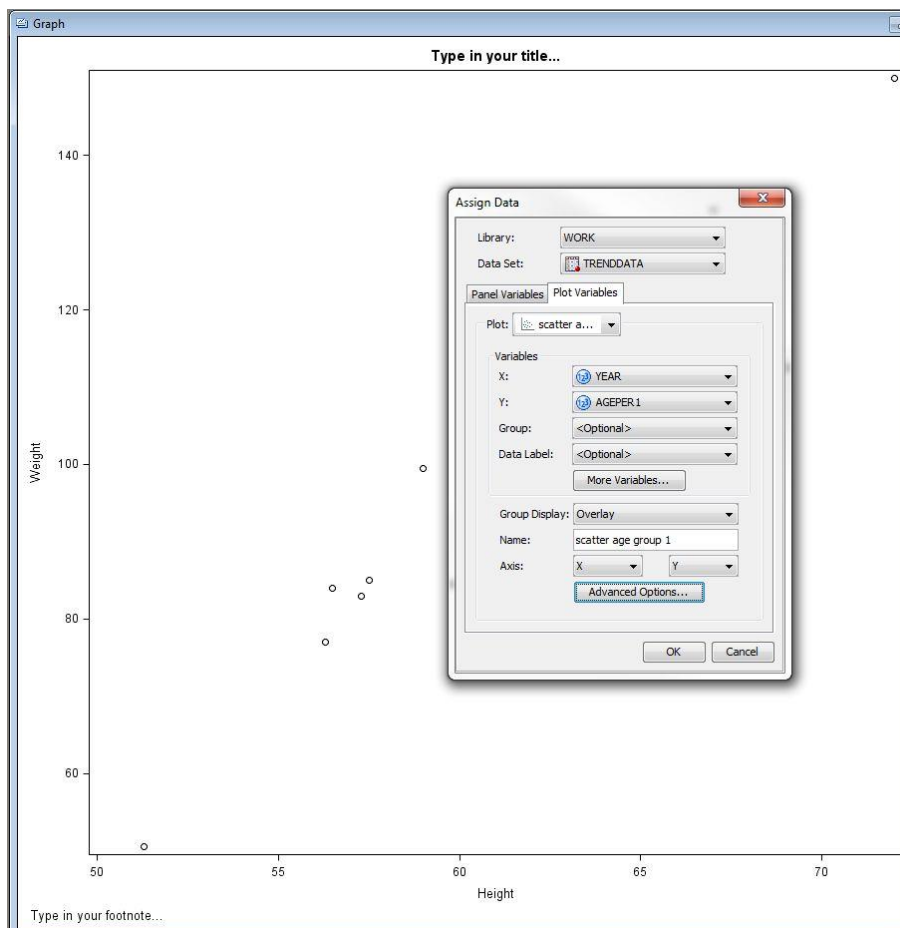 Graph
Type in your title...
140
120
100
80
60
Weight
50 55 60 65 70
Height
Type in your footnote...
Assign Data
Library: WORK
Data Set: TRENDDATA
Panel Variables Plot Variables
Plot: scatter a...
Variables
X: 123 YEAR
Y: 123 AGEPER1
Group: <Optional>
Data Label: <Optional>
More Variables...
Group Display: Overlay
Name: scatter age group 1
Axis: X Y
Advanced Options...
OK Cancel